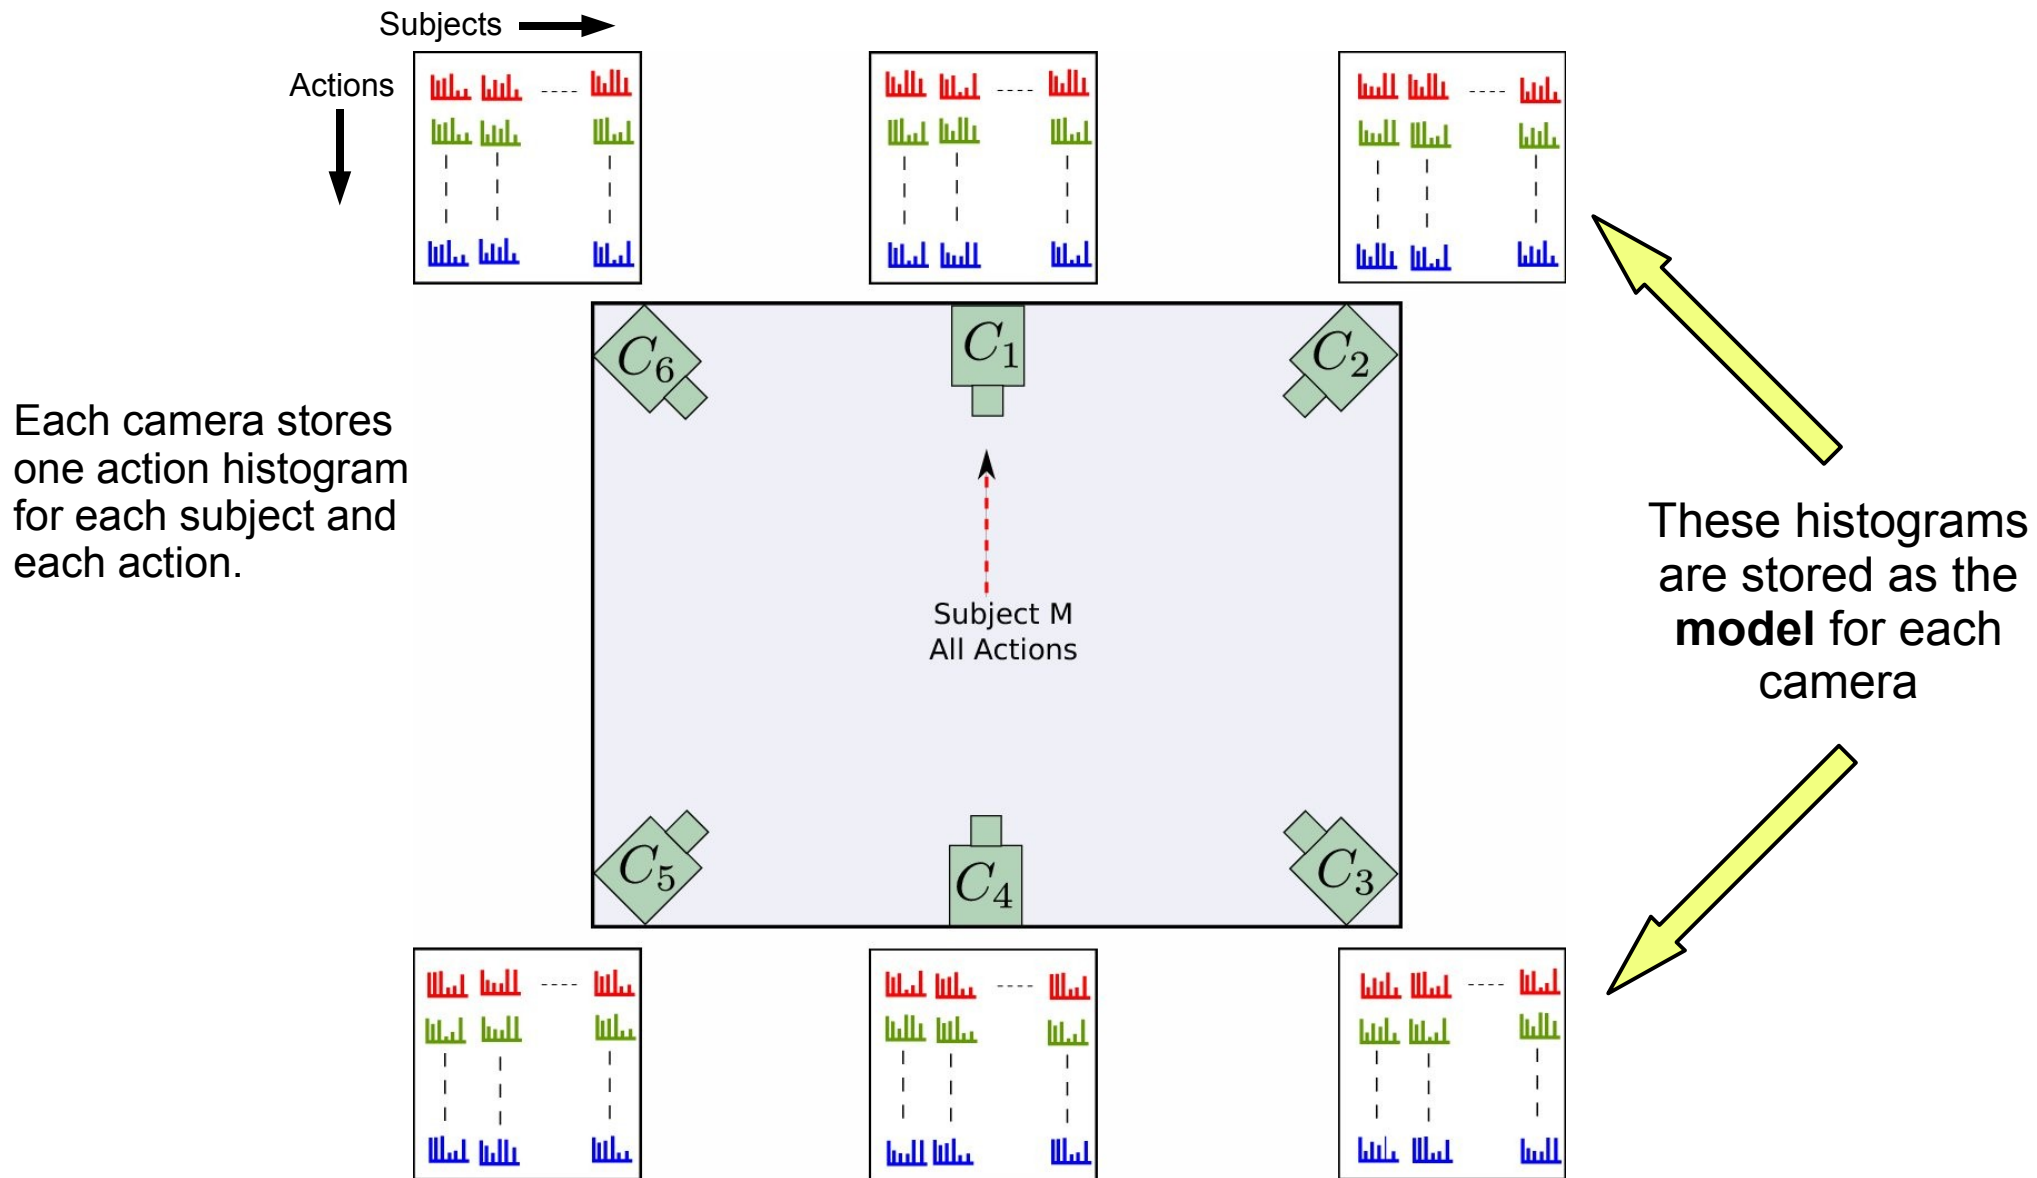 Subjects
Actions
C6
C1
C2
Each camera stores
one action histogram
for each subject and
each action.
These histograms
are stored as the
model for each
camera
Subject M
All Actions
C5
C4
C3